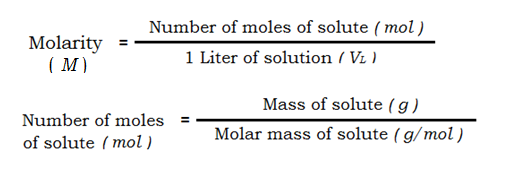 Number of moles of solute ( mol )
Molarity =
( M )
1 Liter of solution ( VL )
Mass of solute ( g )
Number of moles =
of solute ( mol )
Molar mass of solute ( g/mol )